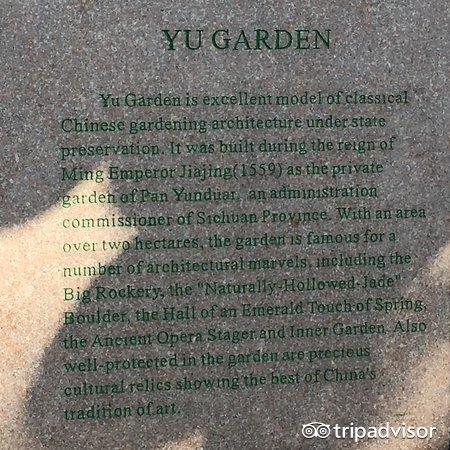 YU GARDEN
Yu Garden is excellent model of classical
Chinese gardening architecture under state
preservation. It was built during the reign of
Ming Emperor Jiajing(1559) as the private
garden of Pan Yunduan, an administration
commissioner of Sichuan Province. With an area
over two hectares, the garden is famous for a
number of architectural marvels, including the
Big Rockery, the "Naturally-Hollowed-Jade"
Boulder, the Hall of an Emerald Touch of Spring,
the Ancient Opera Stager and Inner Garden. Also
well-protected in the garden are precious
cultural relics showing the best of China's
tradition of art.
tripadvisor